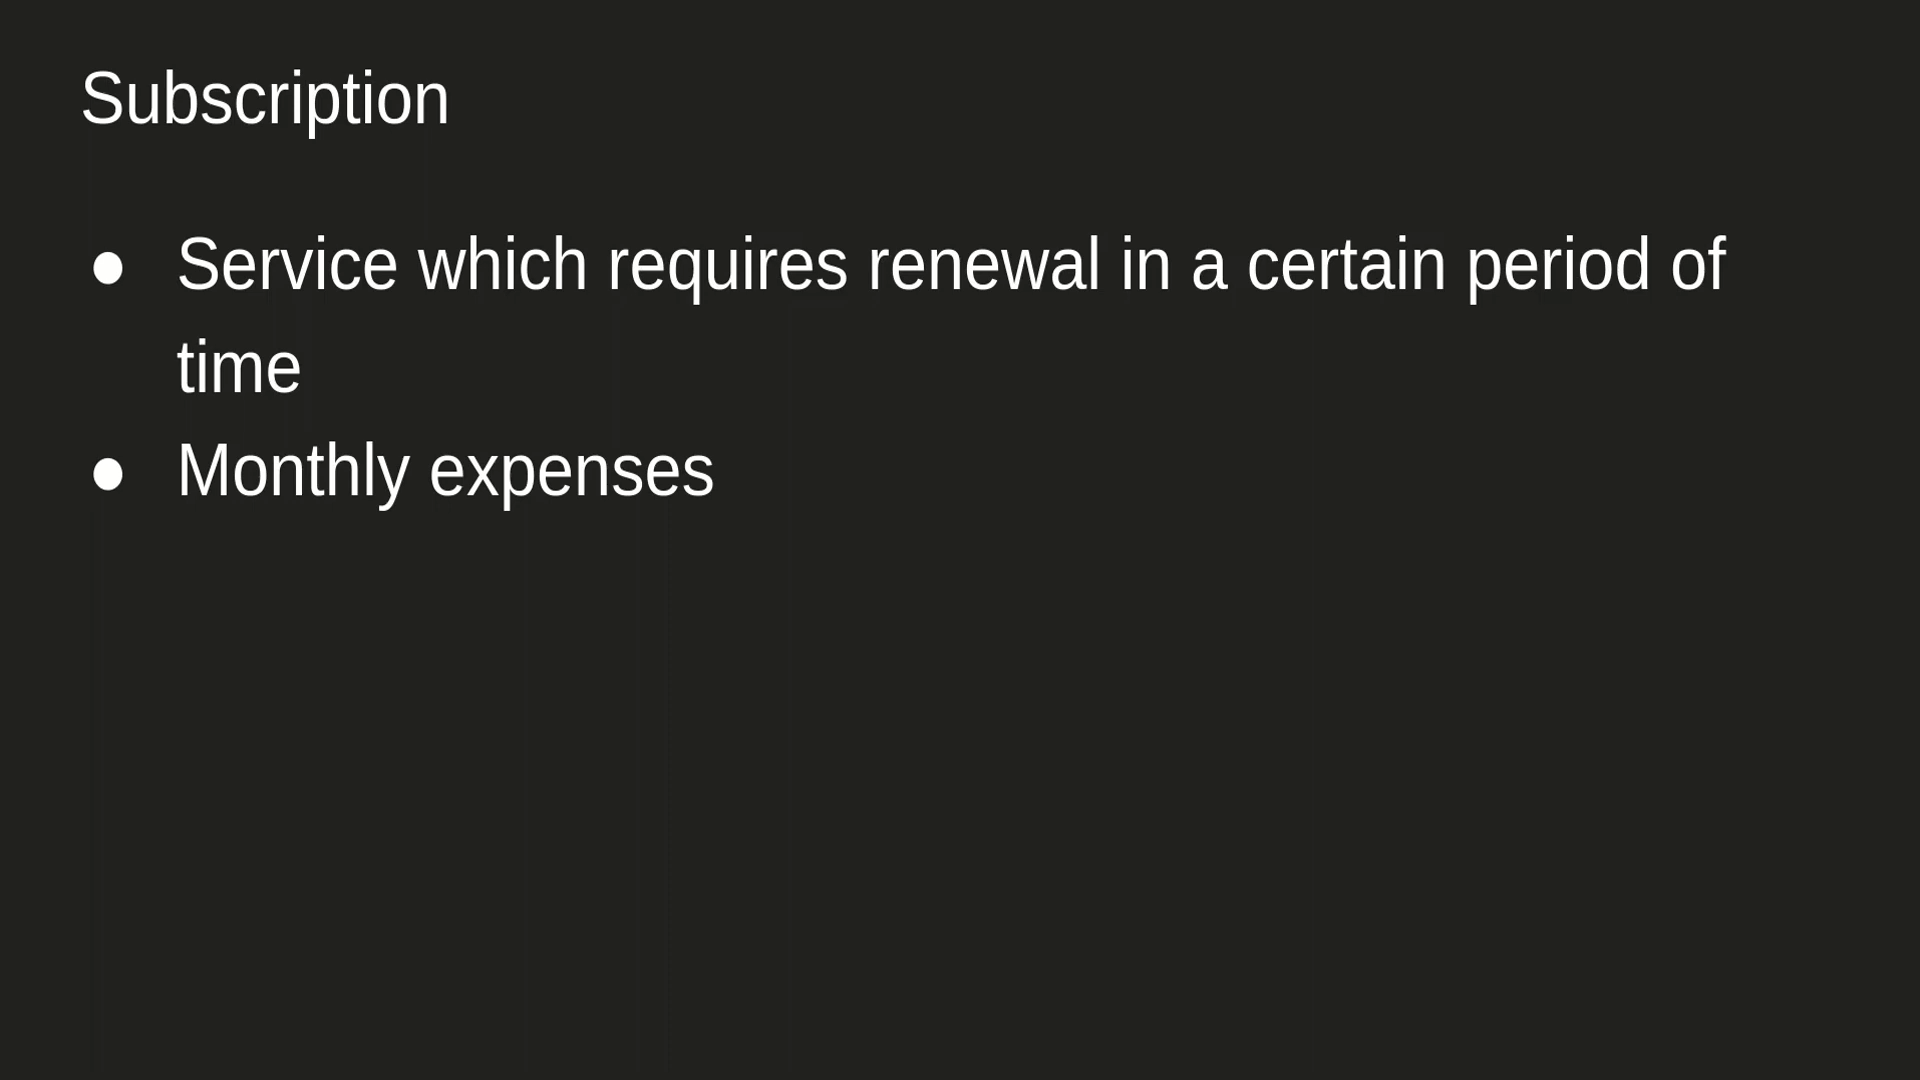 Subscription
● Service which requires renewal in a certain period of
time
● Monthly expenses